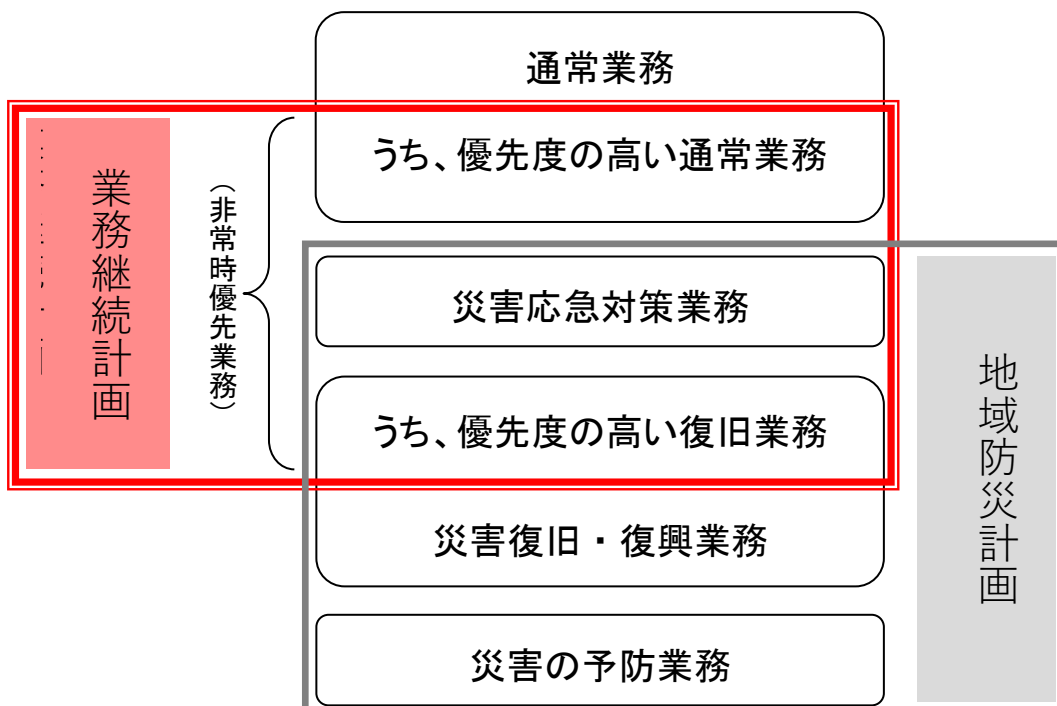 通常業務
うち、優先度の高い通常業務
業務継続計画
（非常時優先業務）
災害応急対策業務
うち、優先度の高い復旧業務
災害復旧・復興業務
災害の予防業務
地域防災計画